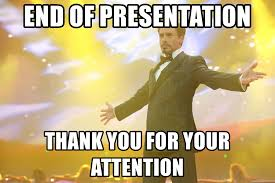 END OF PRESENTATION
THANK YOU FOR YOUR
ATTENTION